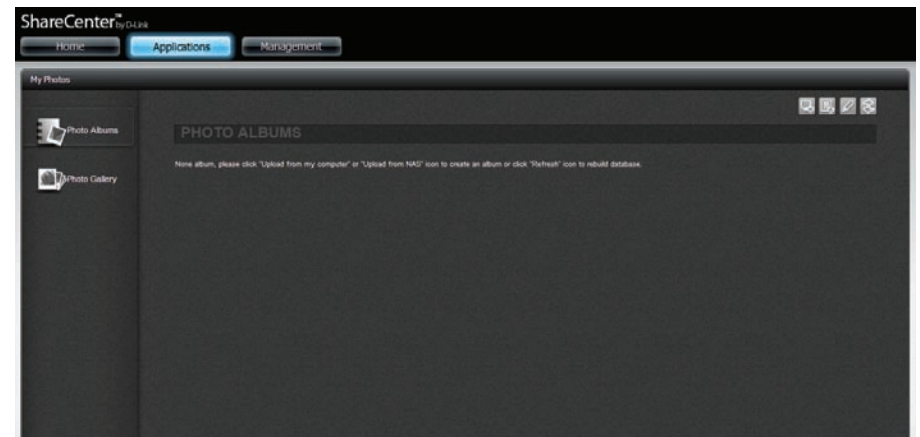 ShareCenter™ by D-Link
Home Applications Management
My Photos
Photo Albums
PHOTO ALBUMS
None album, please click "Upload from my computer" or "Upload from NAS" icon to create an album or click "Refresh" icon to rebuild database.
Photo Gallery